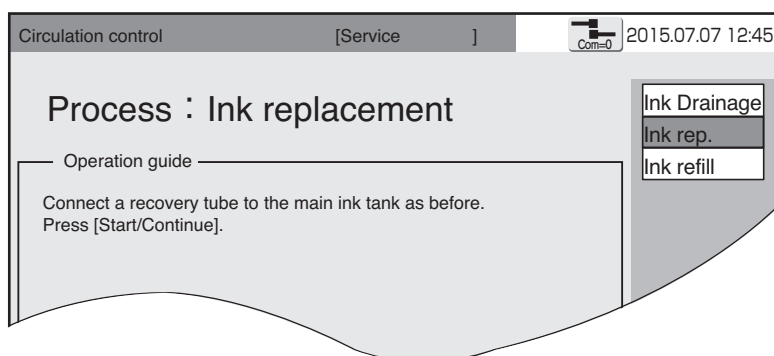 Circulation control [Service ] Com=0 2015.07.07 12:45
Process：Ink replacement
Ink Drainage
Ink rep.
Ink refill
Operation guide
Connect a recovery tube to the main ink tank as before.
Press [Start/Continue].